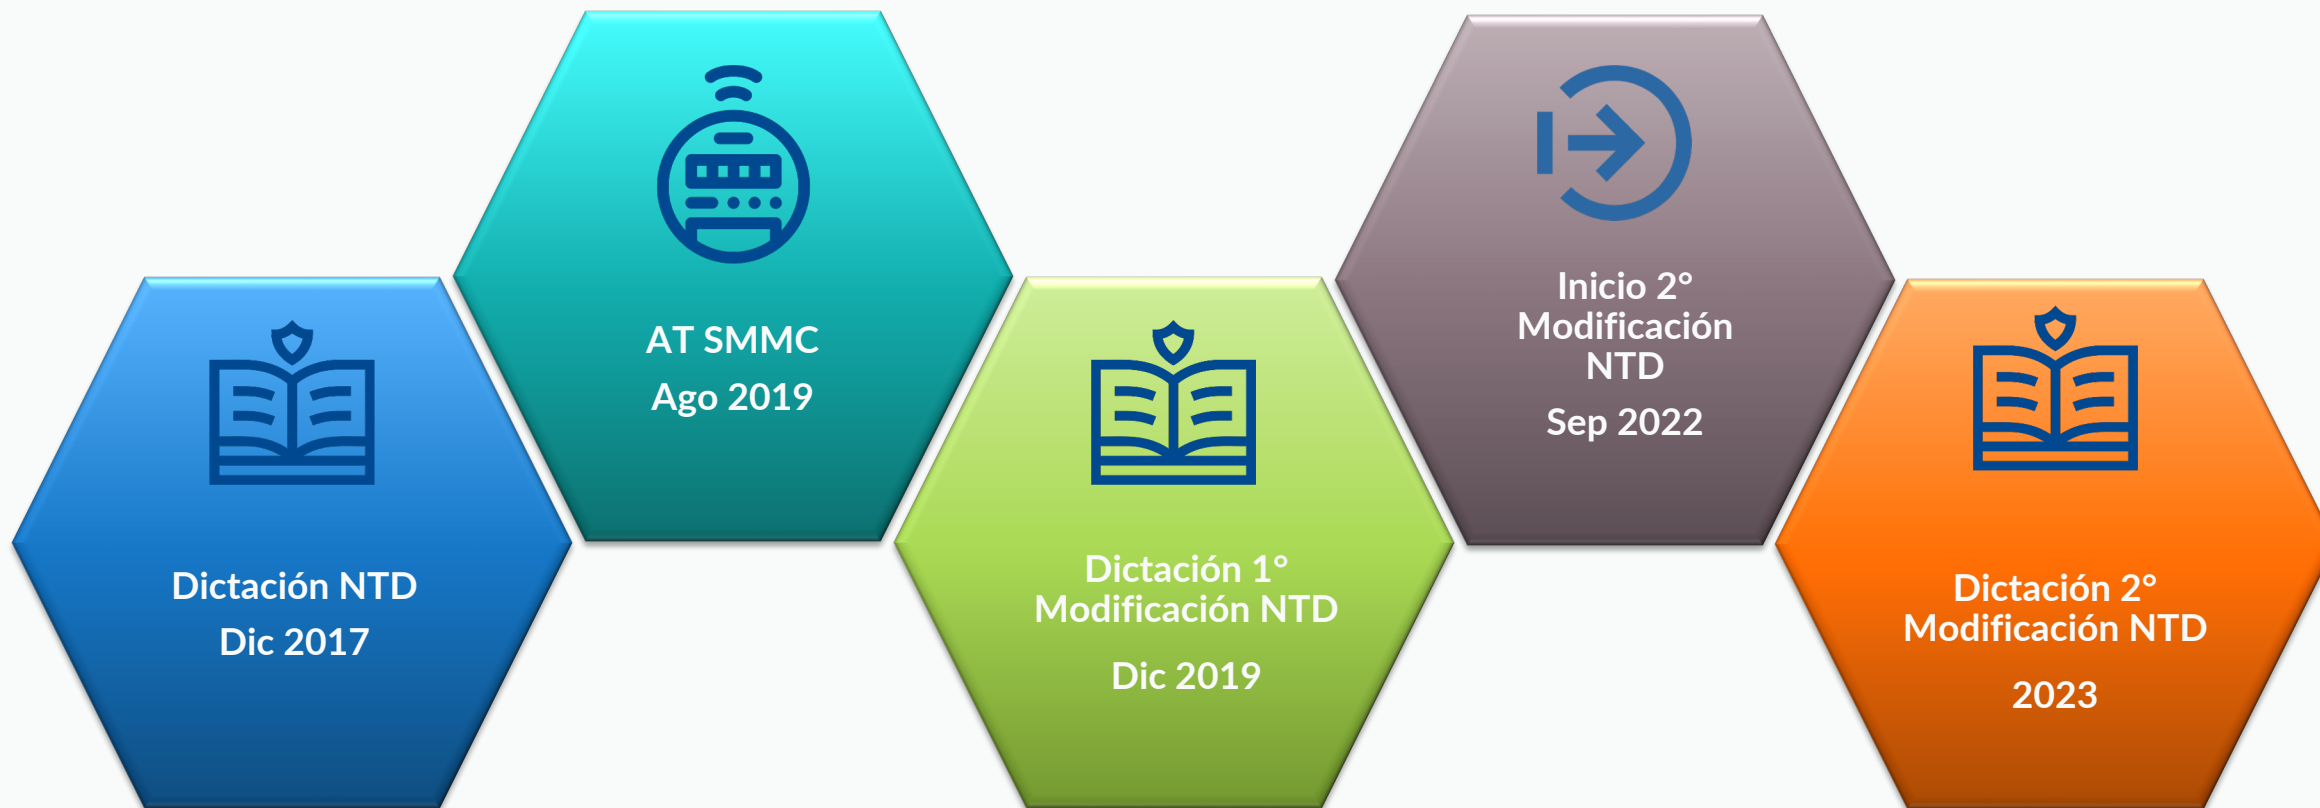 Dictación NTD
Dic 2017
AT SMMC
Ago 2019
Dictación 1°
Modificación NTD
Dic 2019
Inicio 2°
Modificación
NTD
Sep 2022
Dictación 2°
Modificación NTD
2023